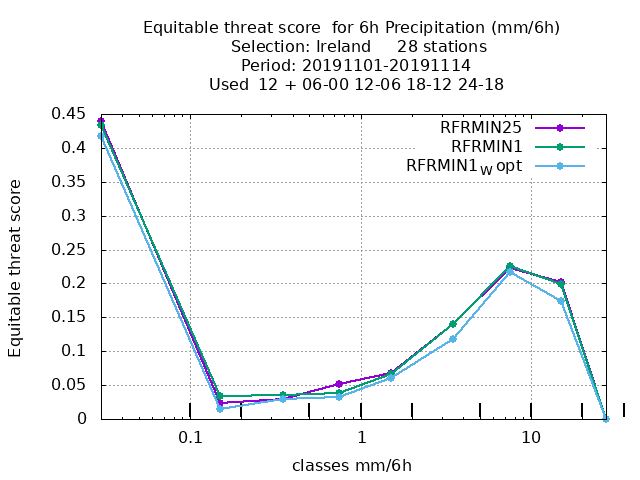 Equitable threat score  for 6h Precipitation (mm/6h)
Selection: Ireland     28 stations
Period: 20191101-20191114
Used  12 + 06-00 12-06 18-12 24-18
RFRMIN25
RFRMIN1
RFRMIN1W opt
Equitable threat score
0.45
0.4
0.35
0.3
0.25
0.2
0.15
0.1
0.05
0
0.1
1
10
classes mm/6h